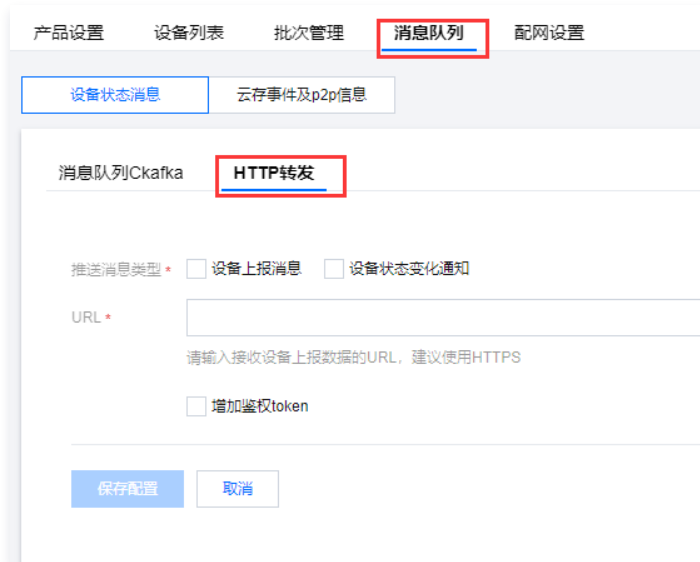 产品设置 设备列表 批次管理 消息队列 配网设置
设备状态消息 云存事件及p2p信息
消息队列Ckafka HTTP转发
推送消息类型 * 设备上报消息 设备状态变化通知
URL *
请输入接收设备上报数据的URL，建议使用HTTPS
增加鉴权token
保存配置 取消